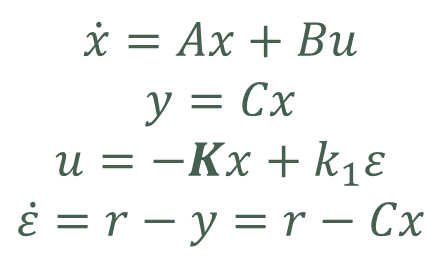 ẋ = Ax + Bu
y = Cx
u = −Kx + k₁ε
ε̇ = r − y = r − Cx